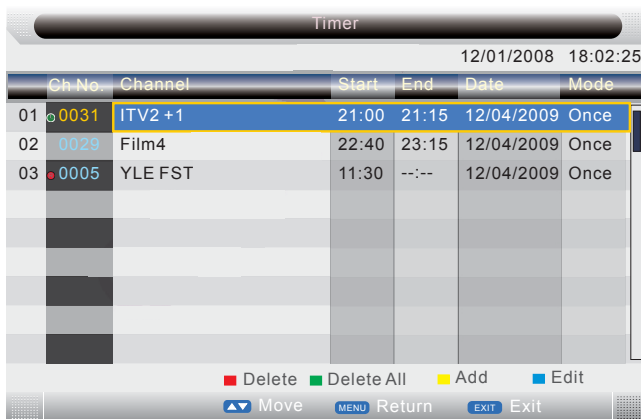 Timer
12/01/2008 18:02:25
Ch No. Channel Start End Date Mode
01 0031 ITV2 +1 21:00 21:15 12/04/2009 Once
02 0029 Film4 22:40 23:15 12/04/2009 Once
03 0005 YLE FST 11:30 --:-- 12/04/2009 Once
Delete Delete All Add Edit
Move MENU Return EXIT Exit